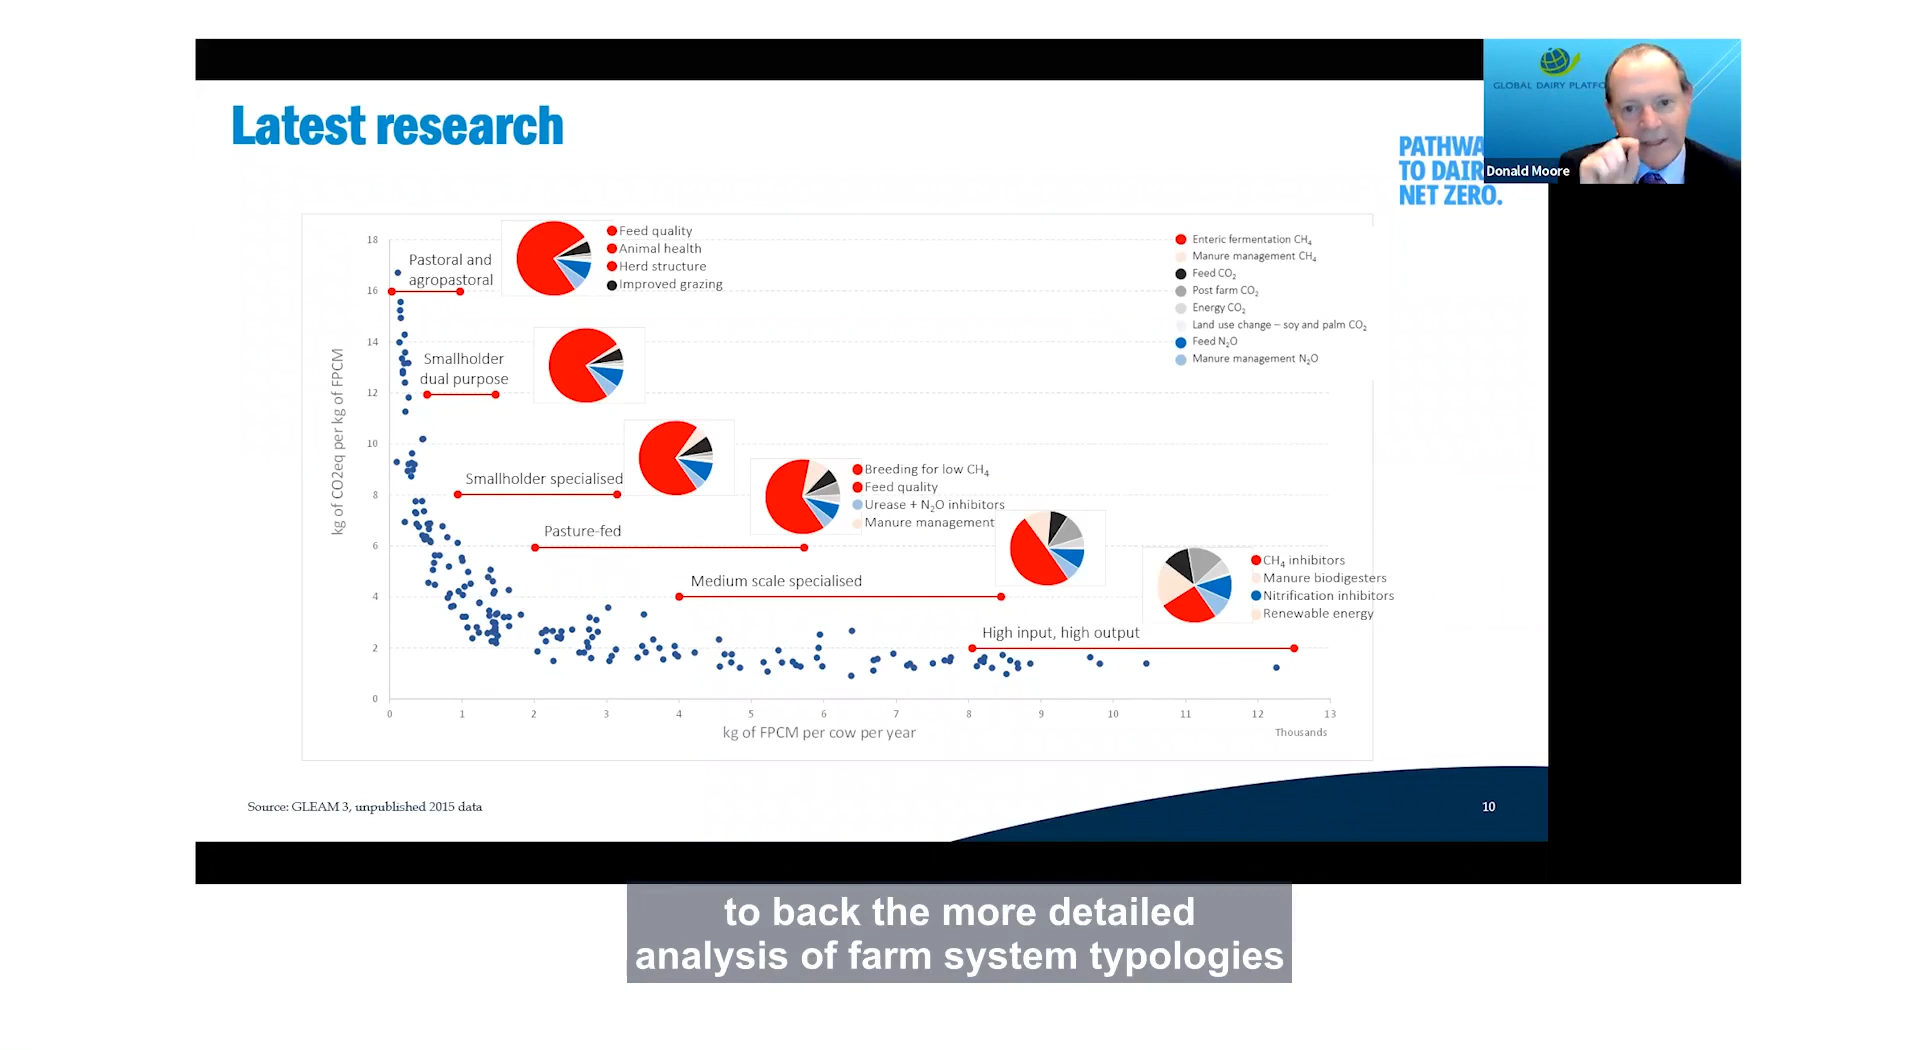 GLOBAL DAIRY
Donald Moore
Latest research
TO
NET ZERO.
18
16
14
12
10
8
6
4
2
0
kg of CO2eq per kg of FPCM
Pastoral and
agropastoral
Feed quality
Animal health
Herd structure
Improved grazing
Enteric fermentation CH4
Manure management CH4
Feed CO2
Post farm CO2
Energy CO2
Land use change – soy and palm CO2
Feed N2O
Manure management N2O
Smallholder
dual purpose
Smallholder specialised
Breeding for low CH4
Feed quality
Urease + N2O inhibitors
Manure management
Pasture-fed
Medium scale specialised
CH4 inhibitors
Manure biodigesters
Nitrification inhibitors
Renewable energy
High input, high output
0 1 2 3 4 5 6 7 8 9 10 11 12 13
kg of FPCM per cow per year
Thousands
Source: GLEAM 3, unpublished 2015 data
10
to back the more detailed
analysis of farm system typologies